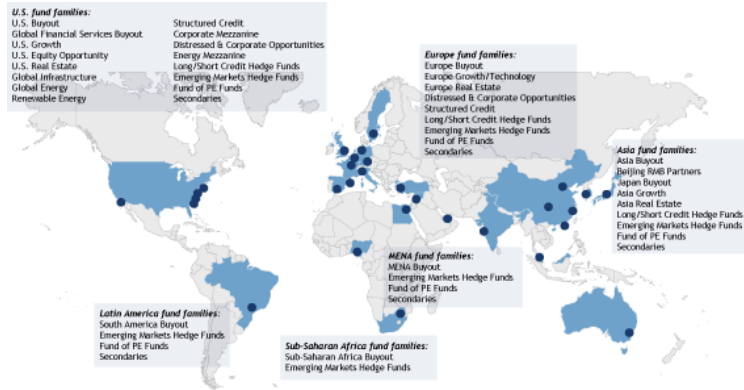 U.S. fund families:
U.S. Buyout
Global Financial Services Buyout
U.S. Growth
U.S. Equity Opportunity
U.S. Real Estate
Global Infrastructure
Global Energy
Renewable Energy
Structured Credit
Corporate Mezzanine
Distressed & Corporate Opportunities
Energy Mezzanine
Long/Short Credit Hedge Funds
Emerging Markets Hedge Funds
Fund of PE Funds
Secondaries
Europe fund families:
Europe Buyout
Europe Growth/Technology
Europe Real Estate
Distressed & Corporate Opportunities
Structured Credit
Long/Short Credit Hedge Funds
Emerging Markets Hedge Funds
Fund of PE Funds
Secondaries
Asia fund families:
Asia Buyout
Beijing RMB Partners
Japan Buyout
Asia Growth
Asia Real Estate
Long/Short Credit Hedge Funds
Emerging Markets Hedge Funds
Fund of PE Funds
Secondaries
MENA fund families:
MENA Buyout
Emerging Markets Hedge Funds
Fund of PE Funds
Secondaries
Latin America fund families:
South America Buyout
Emerging Markets Hedge Funds
Fund of PE Funds
Secondaries
Sub-Saharan Africa fund families:
Sub-Saharan Africa Buyout
Emerging Markets Hedge Funds